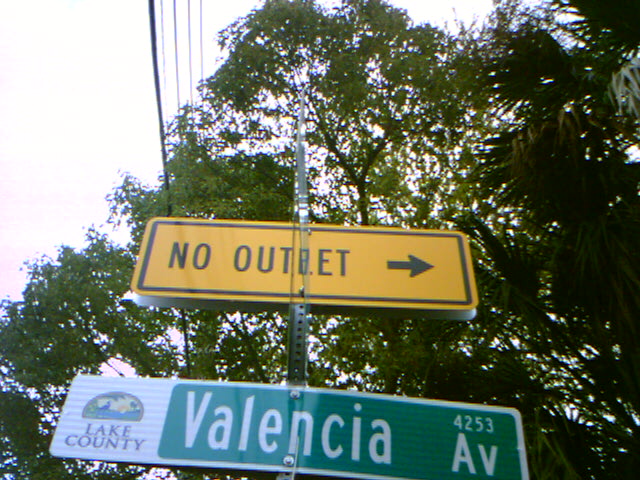 NO OUTLET
LAKE
COUNTY
Valencia
4253
Av